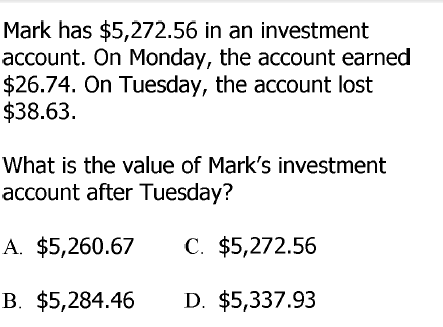 Mark has $5,272.56 in an investment
account. On Monday, the account earned
$26.74. On Tuesday, the account lost
$38.63.
What is the value of Mark's investment
account after Tuesday?
A. $5,260.67 C. $5,272.56
B. $5,284.46 D. $5,337.93